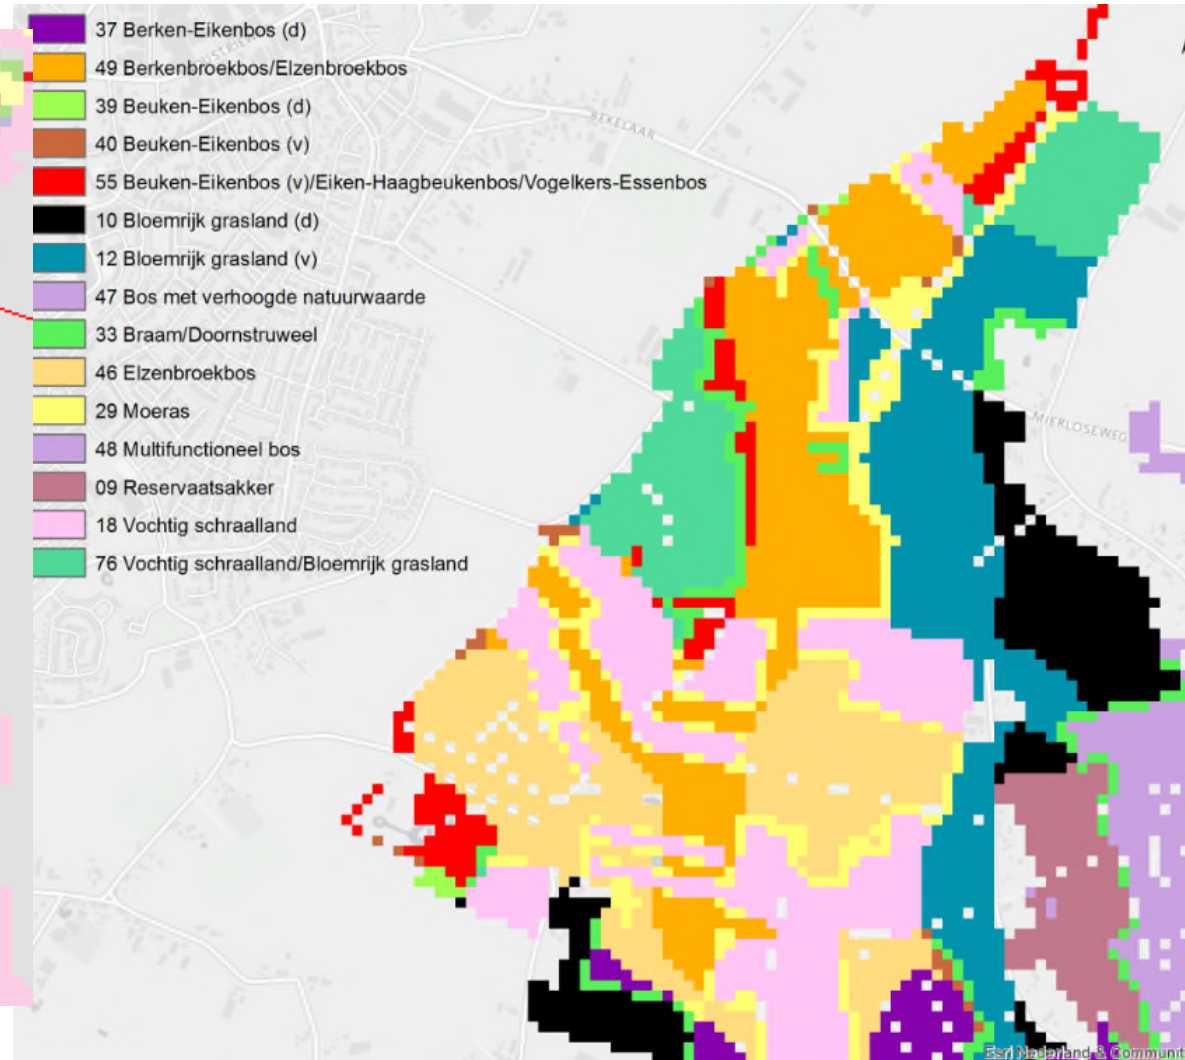 37 Berken-Eikenbos (d)
49 Berkenbroekbos/Elzenbroekbos
39 Beuken-Eikenbos (d)
40 Beuken-Eikenbos (v)
55 Beuken-Eikenbos (v)/Eiken-Haagbeukenbos/Vogelkers-Essenbos
10 Bloemrijk grasland (d)
12 Bloemrijk grasland (v)
47 Bos met verhoogde natuurwaarde
33 Braam/Doornstruweel
46 Elzenbroekbos
29 Moeras
48 Multifunctioneel bos
09 Reservaatsakker
18 Vochtig schraalland
76 Vochtig schraalland/Bloemrijk grasland
BEKELAAR
MIERLOSEWEG
Esri Nederland & Communit